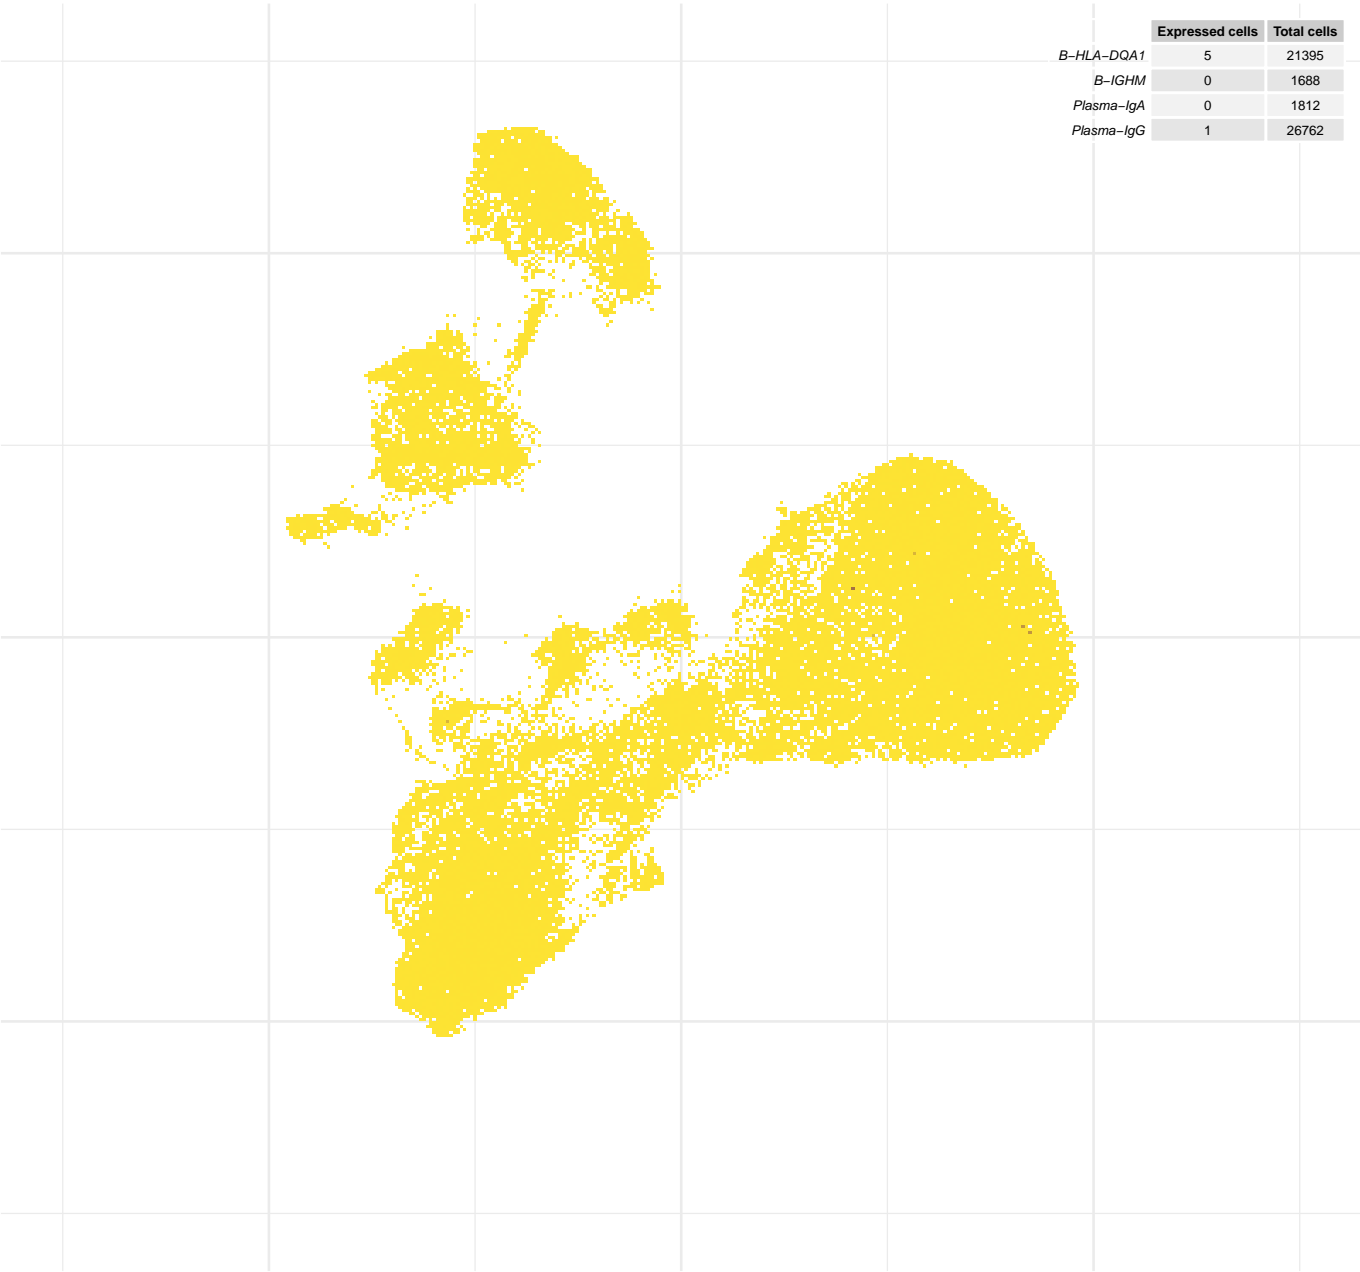 Expressed cells Total cells
B−HLA−DQA1 5 21395
B−IGHM 0 1688
Plasma−IgA 0 1812
Plasma−IgG 1 26762